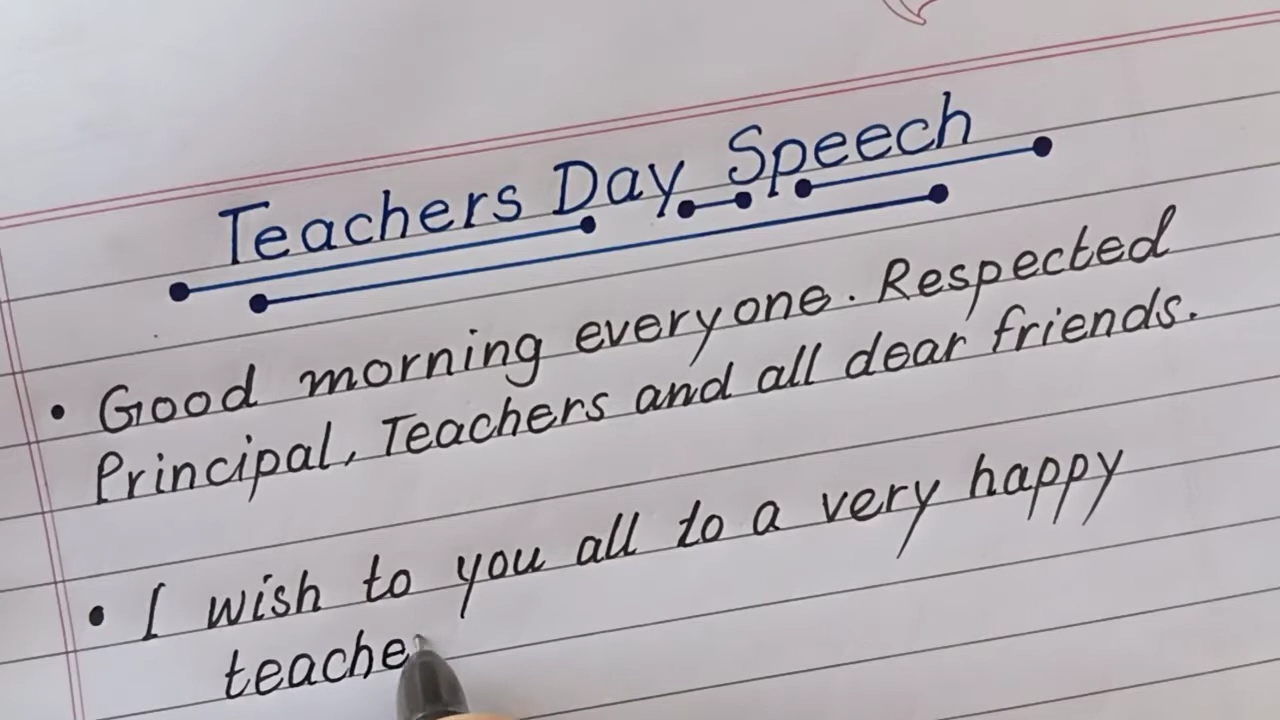 Teachers Day Speech
• Good morning everyone. Respected
Principal, Teachers and all dear friends.
• I wish to you all to a very happy
teache